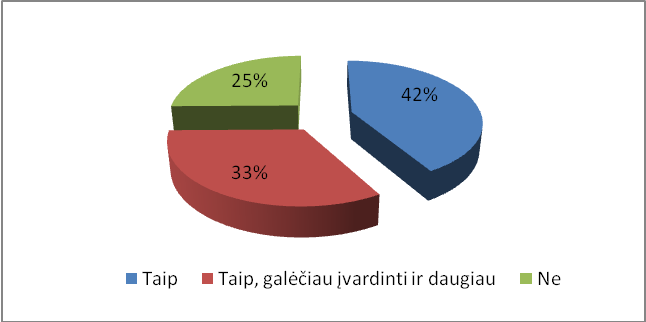 25%
42%
33%
Taip
Taip, galėčiau įvardinti ir daugiau
Ne